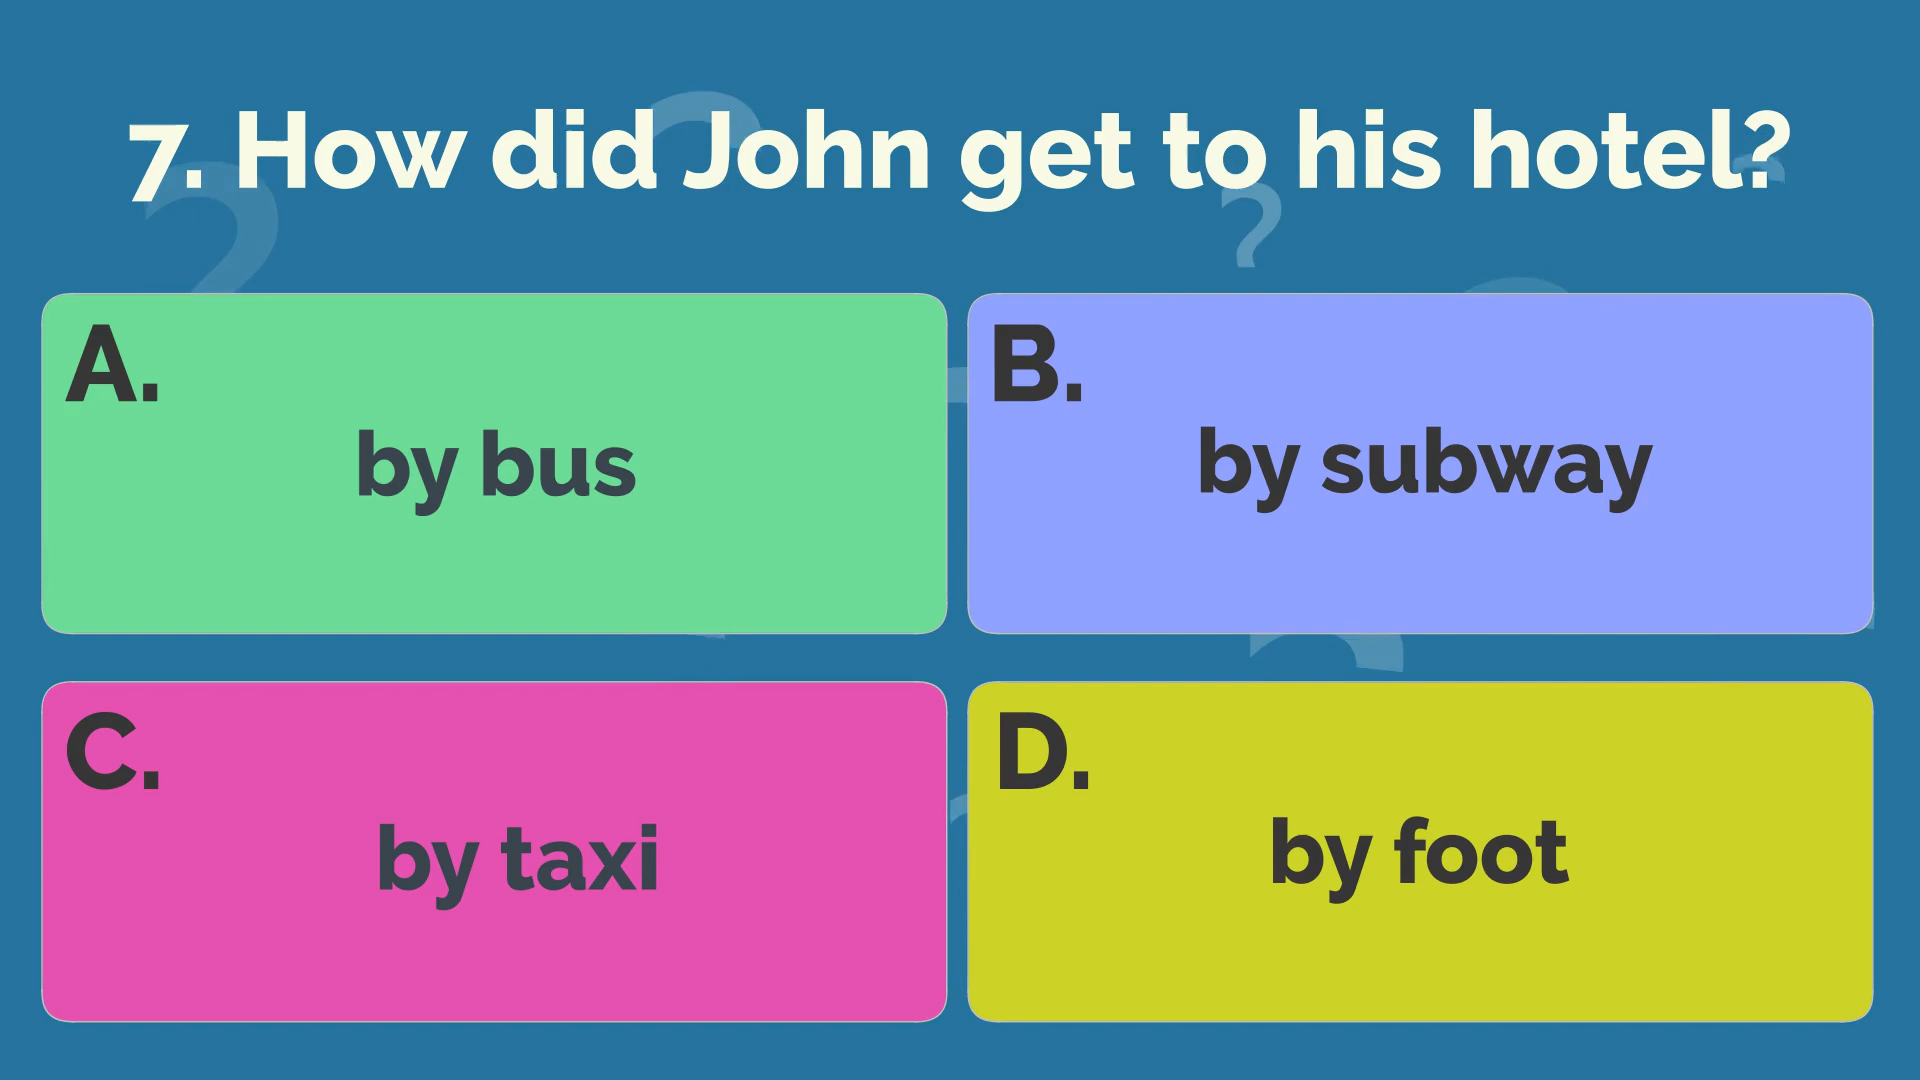 7. How did John get to his hotel?
A.
by bus
B.
by subway
C.
by taxi
D.
by foot